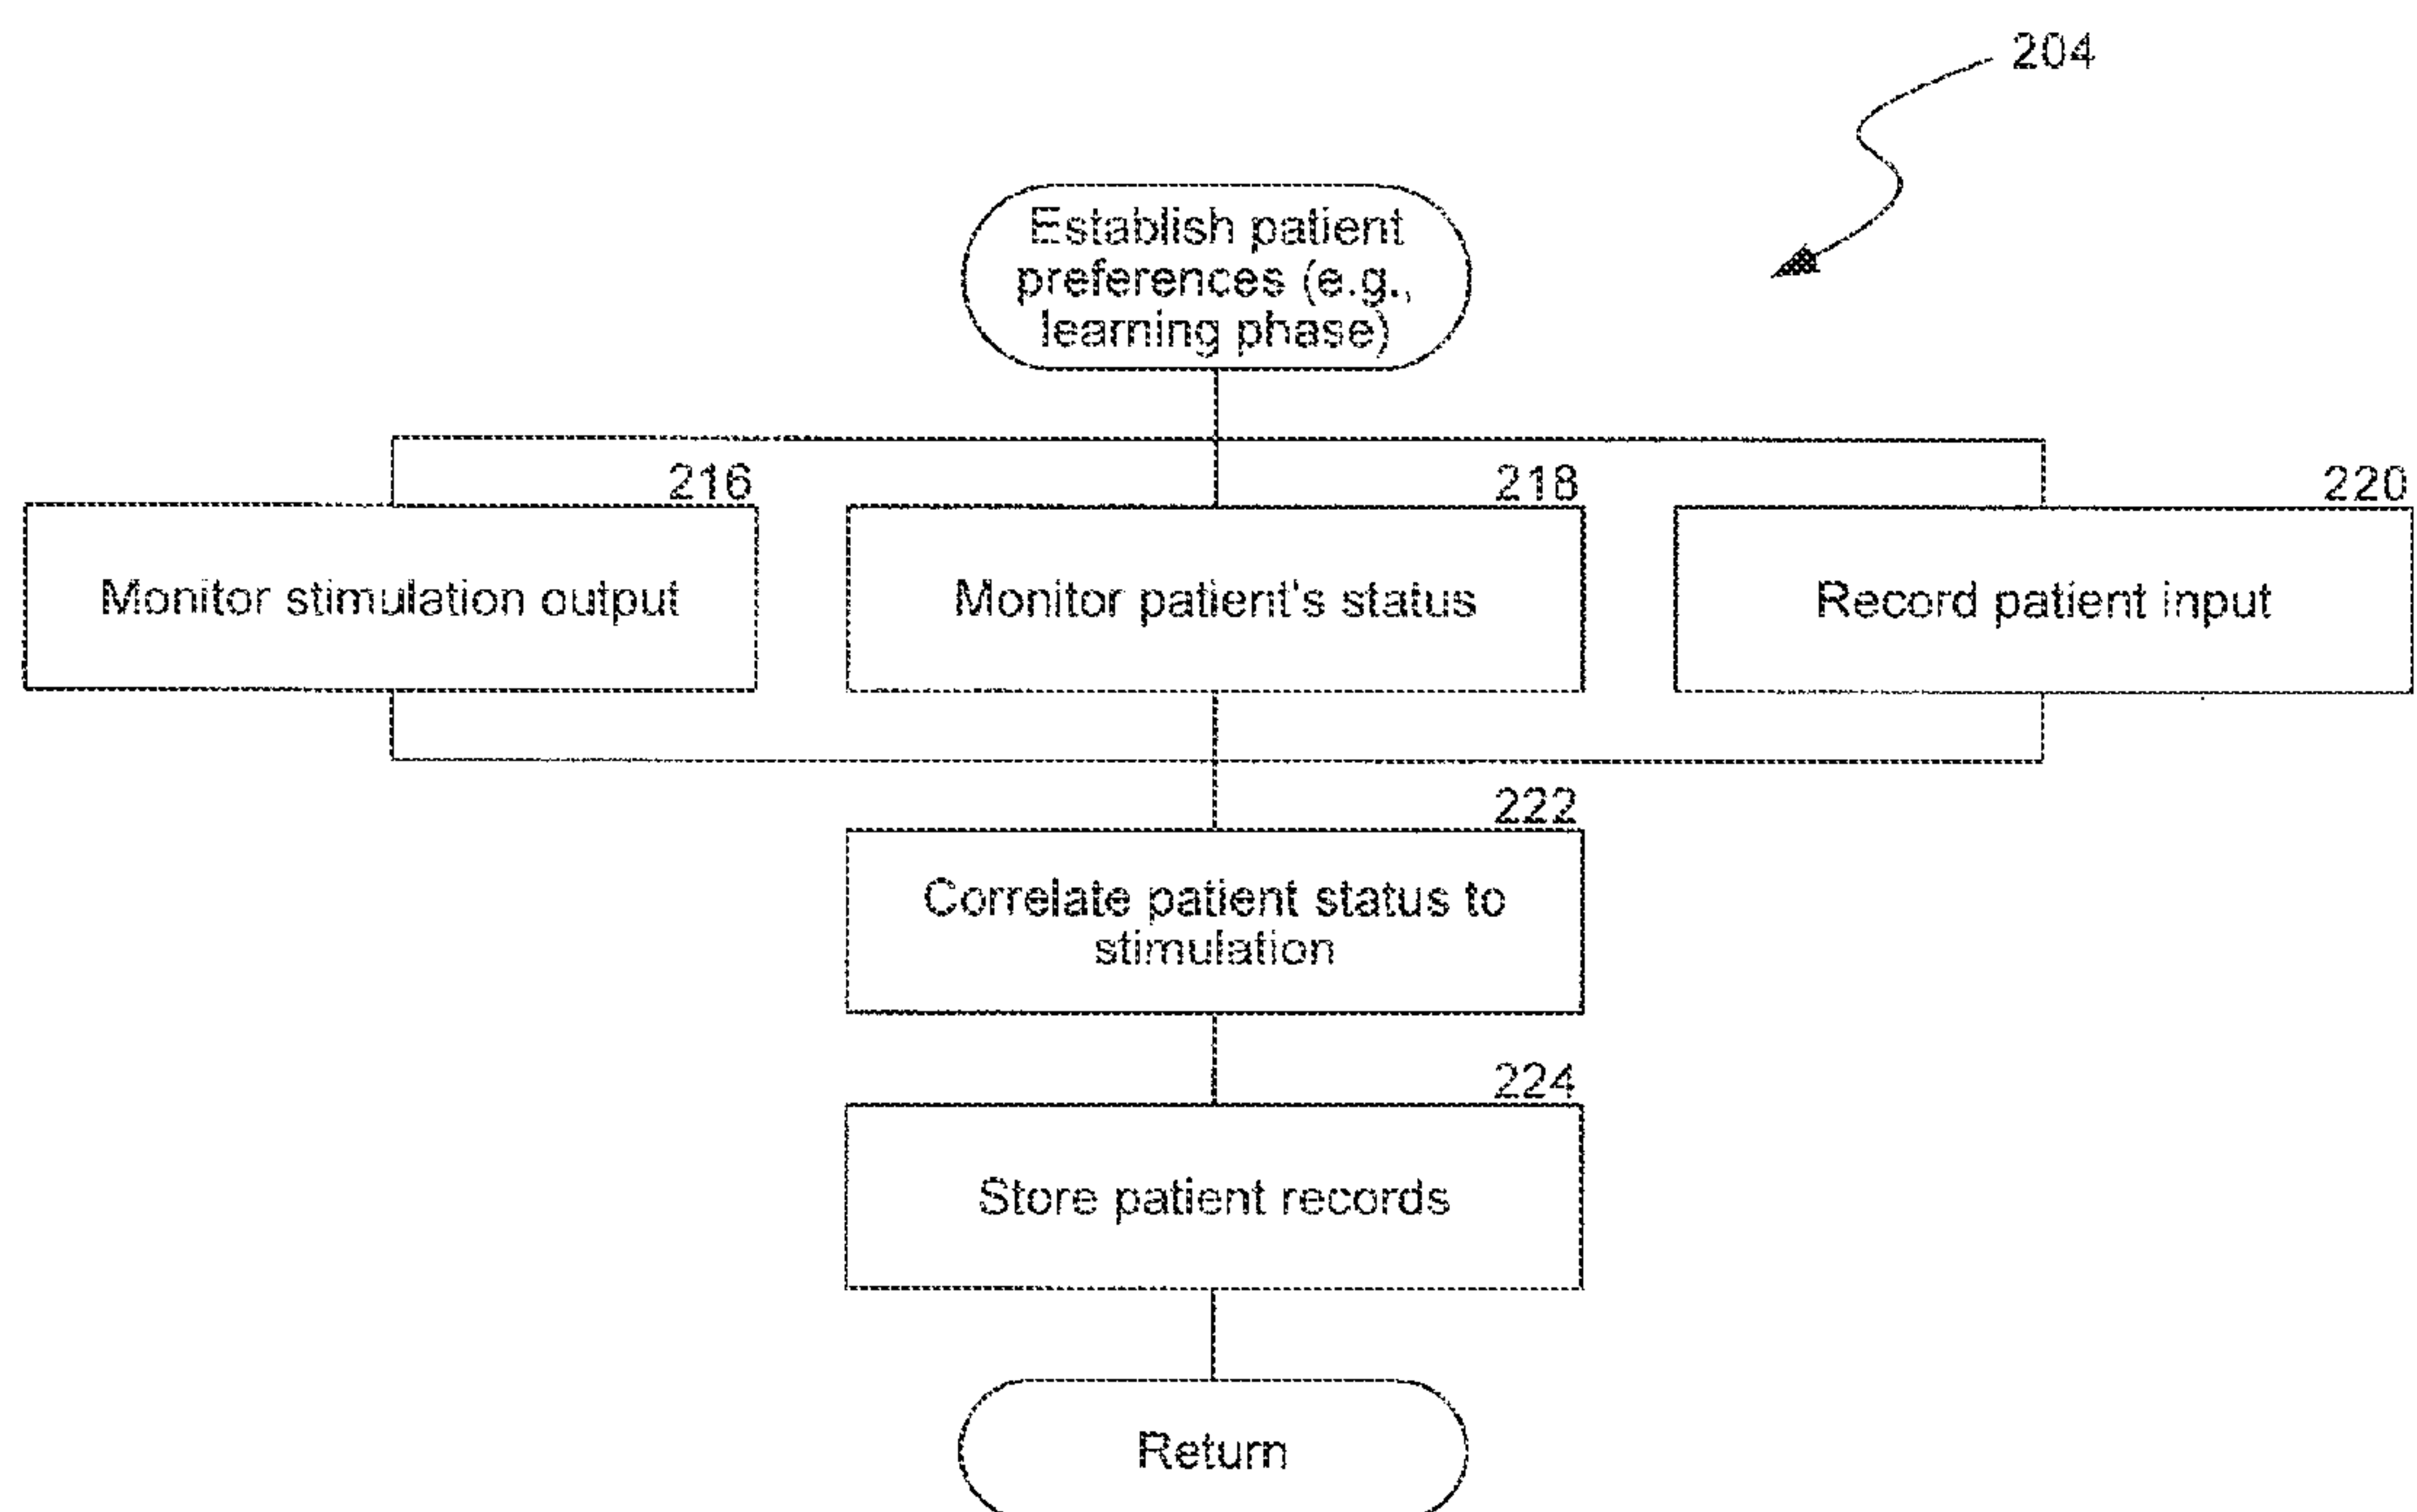 204
Establish patient
preferences (e.g.,
learning phase)
216
218
220
Monitor stimulation output
Monitor patient's status
Record patient input
222
Correlate patient status to
stimulation
224
Store patient records
Return